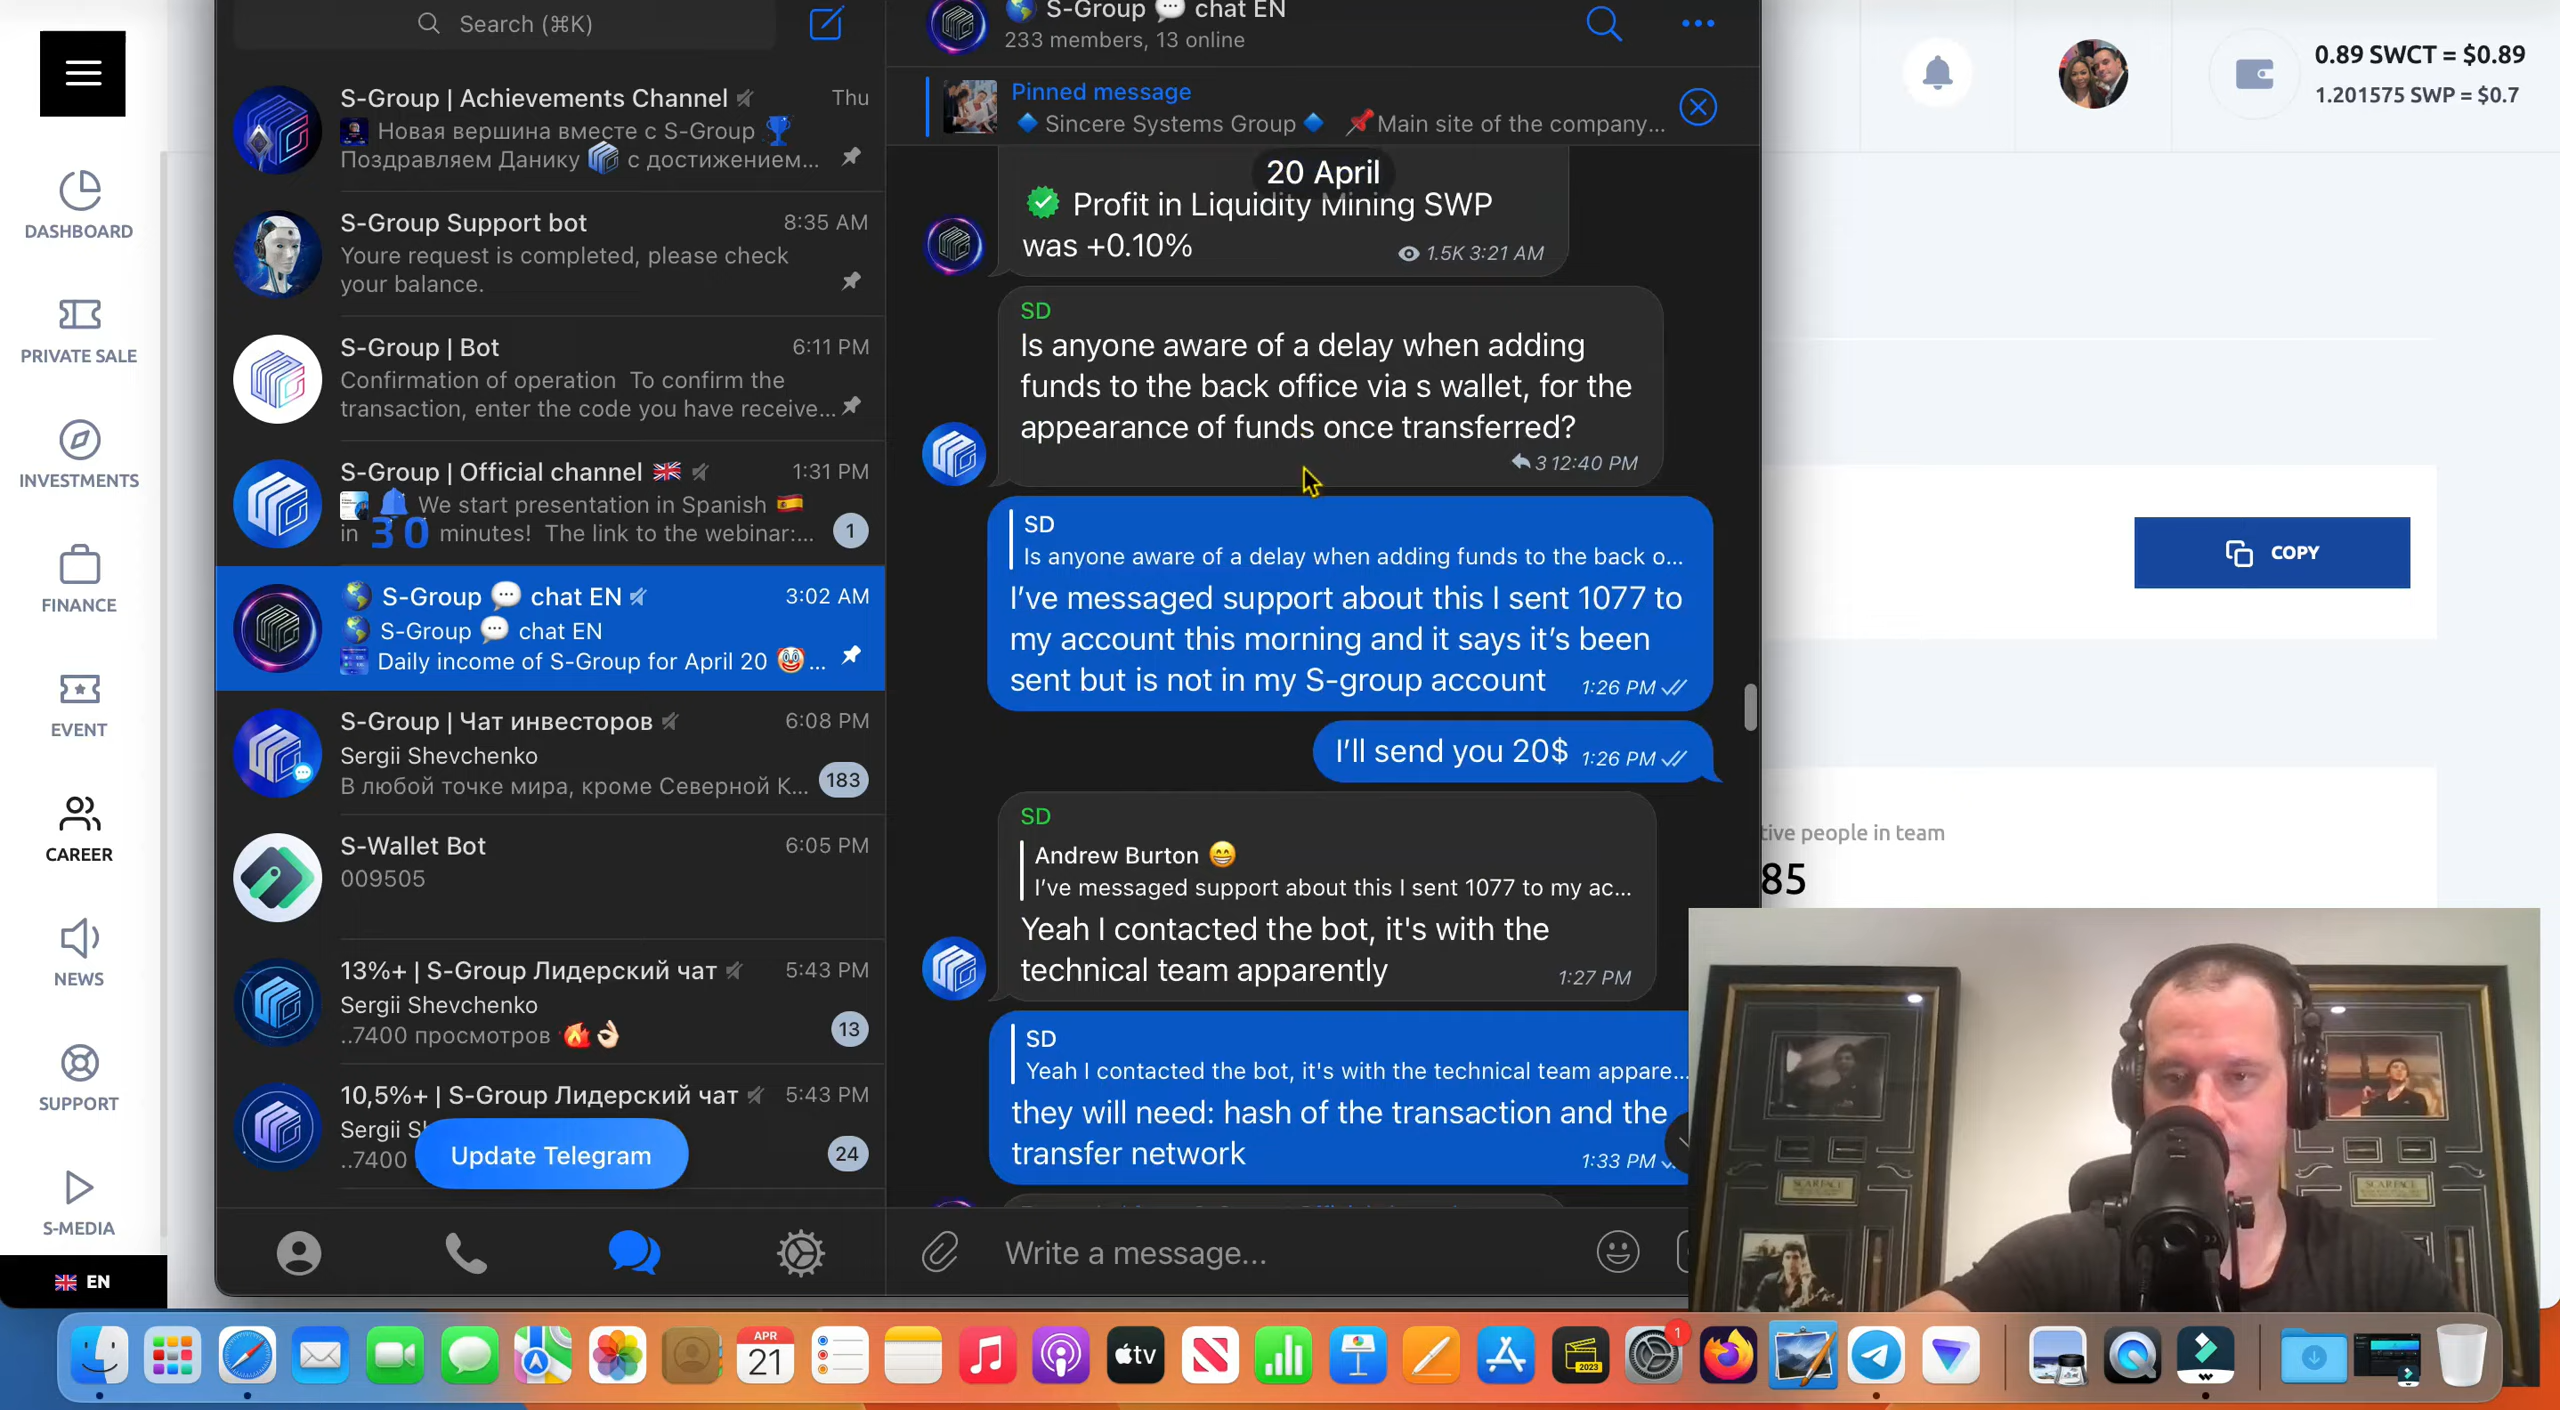 DASHBOARD
PRIVATE SALE
INVESTMENTS
FINANCE
EVENT
CAREER
NEWS
SUPPORT
S-MEDIA
EN
Search (⌘K)
S-Group | Achievements Channel
Thu
Новая вершина вместе с S-Group 🏆
Поздравляем Данику с достижением...
S-Group Support bot
8:35 AM
Youre request is completed, please check
your balance.
S-Group | Bot
6:11 PM
Confirmation of operation To confirm the
transaction, enter the code you have receive...
S-Group | Official channel 🇬🇧
1:31 PM
We start presentation in Spanish 🇪🇸
in 30 minutes! The link to the webinar:...
1
🌎 S-Group 💬 chat EN
3:02 AM
🌎 S-Group 💬 chat EN
Daily income of S-Group for April 20 🤡...
S-Group | Чат инвесторов
6:08 PM
Sergii Shevchenko
В любой точке мира, кроме Северной К...
183
S-Wallet Bot
6:05 PM
009505
13%+ | S-Group Лидерский чат
5:43 PM
Sergii Shevchenko
..7400 просмотров 🔥👌🏻
13
10,5%+ | S-Group Лидерский чат
5:43 PM
Sergii
..7400
24
Update Telegram
🌎 S-Group 💬 chat EN
233 members, 13 online
Pinned message
🔷 Sincere Systems Group 🔷 📌Main site of the company...
20 April
Profit in Liquidity Mining SWP
was +0.10%
1.5K 3:21 AM
SD
Is anyone aware of a delay when adding
funds to the back office via s wallet, for the
appearance of funds once transferred?
3 12:40 PM
SD
Is anyone aware of a delay when adding funds to the back o...
I've messaged support about this I sent 1077 to
my account this morning and it says it's been
sent but is not in my S-group account
1:26 PM
I'll send you 20$
1:26 PM
SD
Andrew Burton 😁
I've messaged support about this I sent 1077 to my ac...
Yeah I contacted the bot, it's with the
technical team apparently
1:27 PM
SD
Yeah I contacted the bot, it's with the technical team appare...
they will need: hash of the transaction and the
transfer network
1:33 PM
Write a message...
0.89 SWCT = $0.89
1.201575 SWP = $0.7
COPY
tive people in team
85
SCARFACE
SCARFACE
APR
21
tv
2023
1